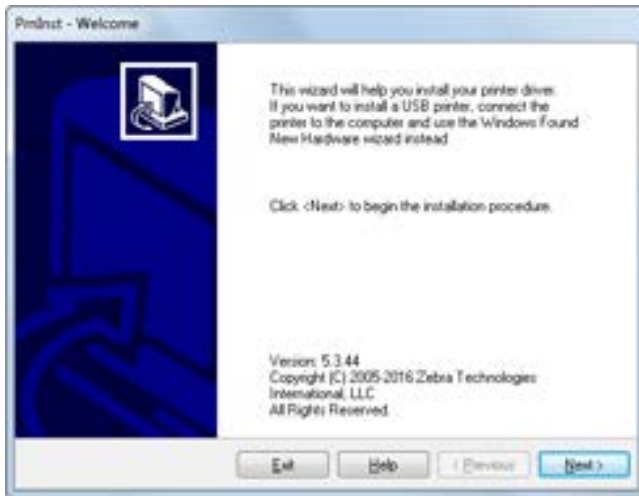 PrnInst - Welcome
This wizard will help you install your printer driver.
If you want to install a USB printer, connect the
printer to the computer and use the Windows Found
New Hardware wizard instead
Click <Next> to begin the installation procedure.
Version: 5.3.44
Copyright (C) 2005-2016 Zebra Technologies
International, LLC
All Rights Reserved.
Exit Help < Previous Next >